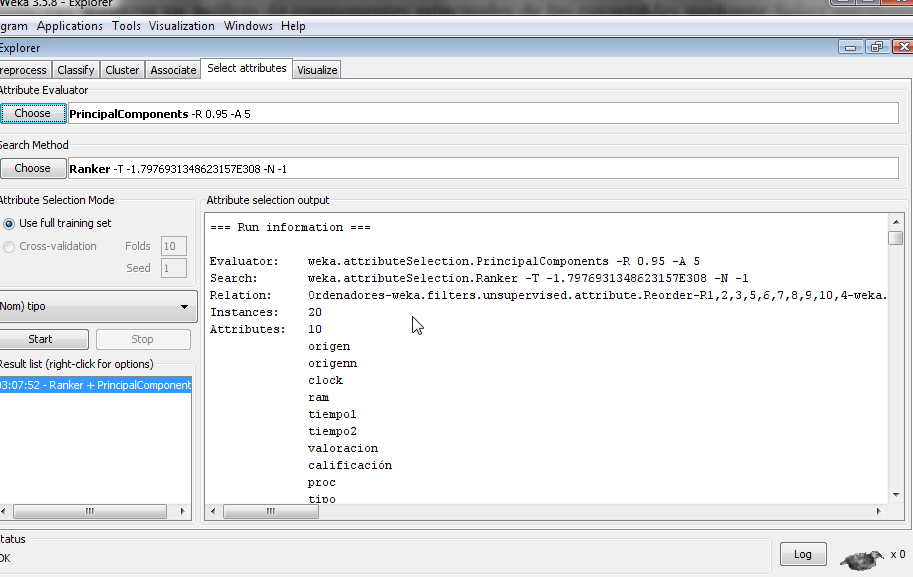 Weka 3.5.8 - Explorer
gram Applications Tools Visualization Windows Help
Explorer
reprocess Classify Cluster Associate Select attributes Visualize
Attribute Evaluator
Choose PrincipalComponents -R 0.95 -A 5
Search Method
Choose Ranker -T -1.7976931348623157E308 -N -1
Attribute Selection Mode
Use full training set
Cross-validation Folds 10
Seed 1
Nom) tipo
Start Stop
Result list (right-click for options)
03:07:52 - Ranker + PrincipalComponent
Attribute selection output
=== Run information ===
Evaluator: weka.attributeSelection.PrincipalComponents -R 0.95 -A 5
Search: weka.attributeSelection.Ranker -T -1.7976931348623157E308 -N -1
Relation: Ordenadores-weka.filters.unsupervised.attribute.Reorder-R1,2,3,5,6,7,8,9,10,4-weka.
Instances: 20
Attributes: 10
origen
origenn
clock
ram
tiempo1
tiempo2
valoracion
calificación
proc
tipo
tatus
OK
Log x 0